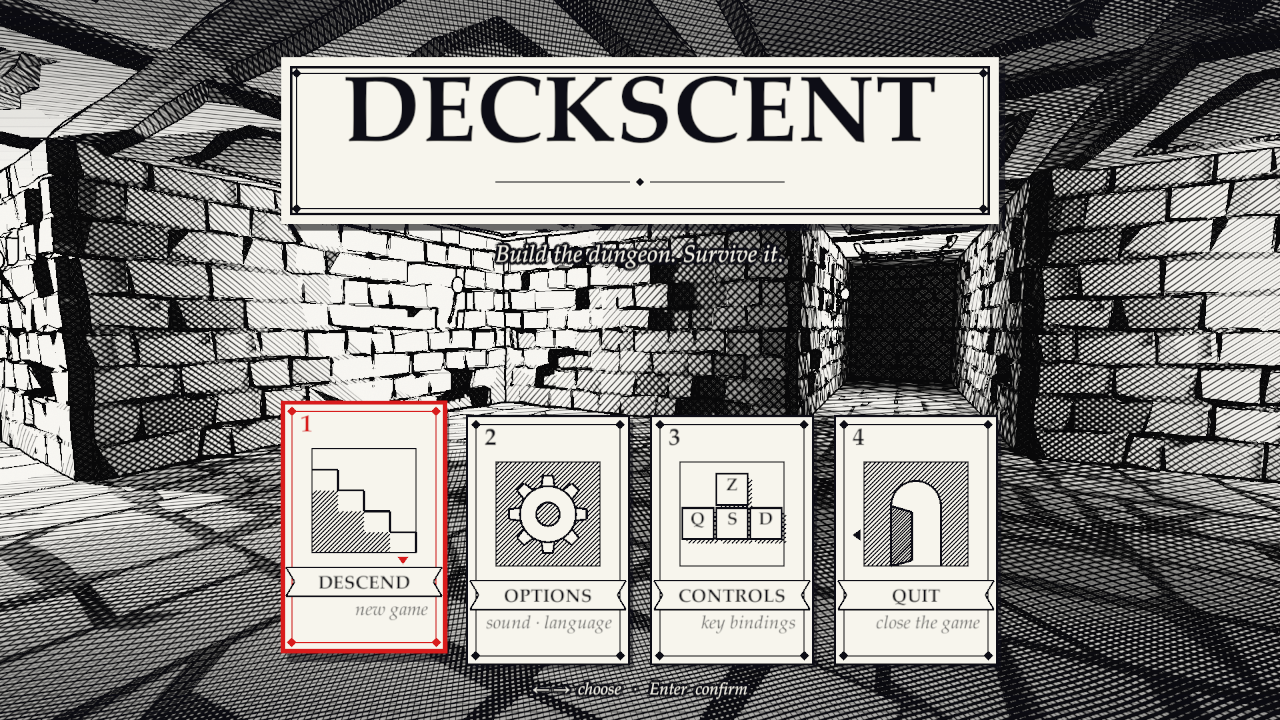 DECKSCENT
Build the dungeon. Survive it.
1
DESCEND
new game
2
OPTIONS
sound · language
3
Z
Q S D
CONTROLS
key bindings
4
QUIT
close the game
←→ choose · Enter confirm